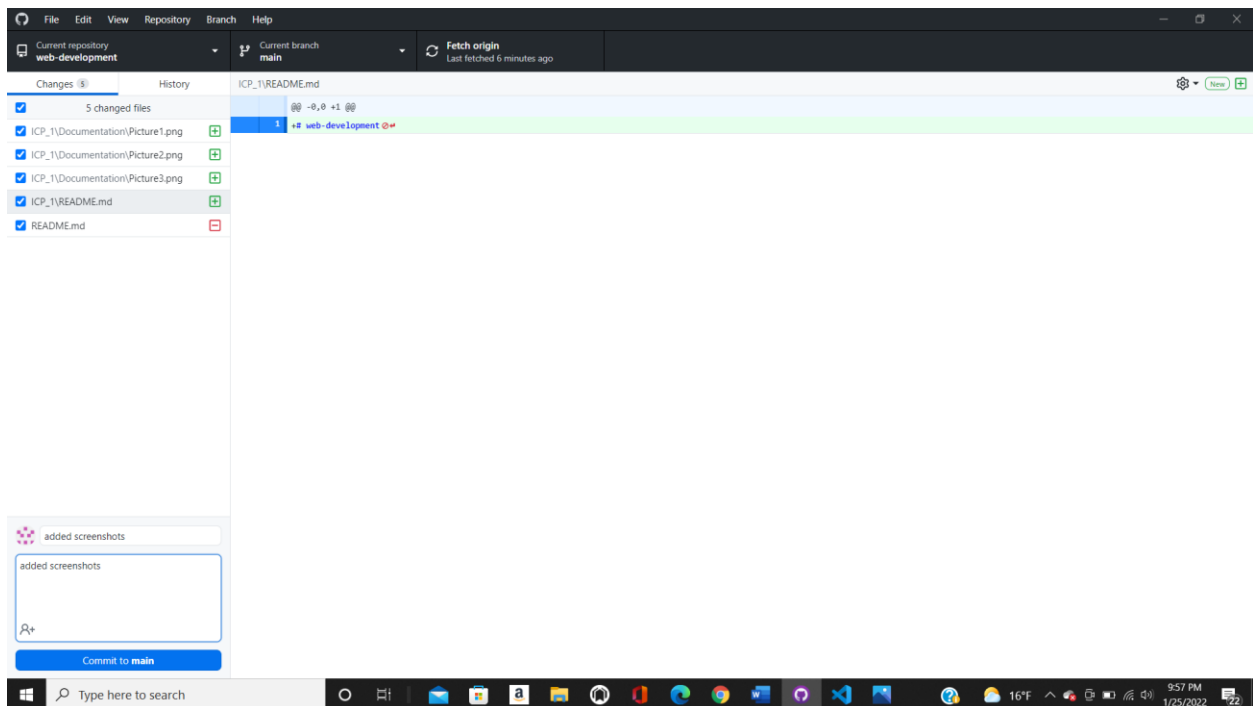 File Edit View Repository Branch Help
Current repository
web-development
Current branch
main
Fetch origin
Last fetched 6 minutes ago
Changes 5 History
ICP_1\README.md
New
5 changed files
@@ -0,0 +1 @@
1 +# web-development
ICP_1\Documentation\Picture1.png
ICP_1\Documentation\Picture2.png
ICP_1\Documentation\Picture3.png
ICP_1\README.md
README.md
added screenshots
added screenshots
Commit to main
Type here to search
a
W
16°F
9:57 PM
1/25/2022
22